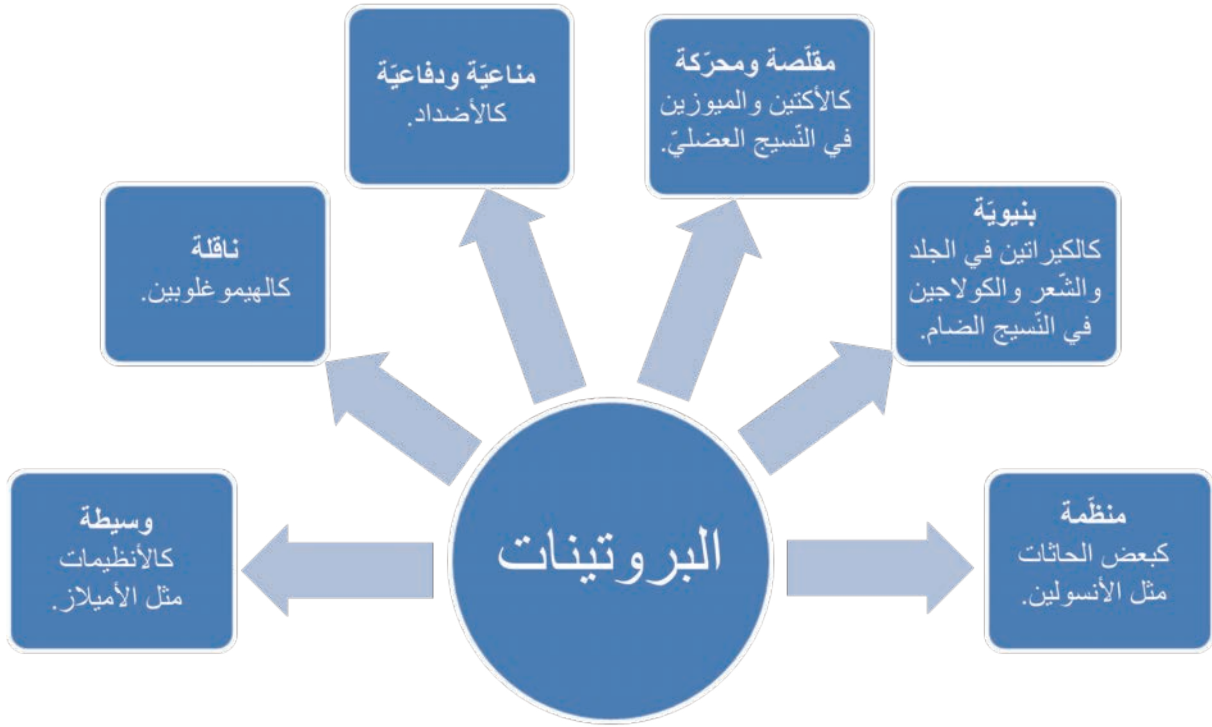 مقلّصة ومحرّكة
كالأكتين والميوزين
في النّسيج العضليّ.
مناعيّة ودفاعيّة
كالأضداد.
بنيويّة
كالكيراتين في الجلد
والشّعر والكولاجين
في النّسيج الضام.
ناقلة
كالهيموغلوبين.
منظّمة
كبعض الحاثات
مثل الأنسولين.
البروتينات
وسيطة
كالأنظيمات
مثل الأميلاز.